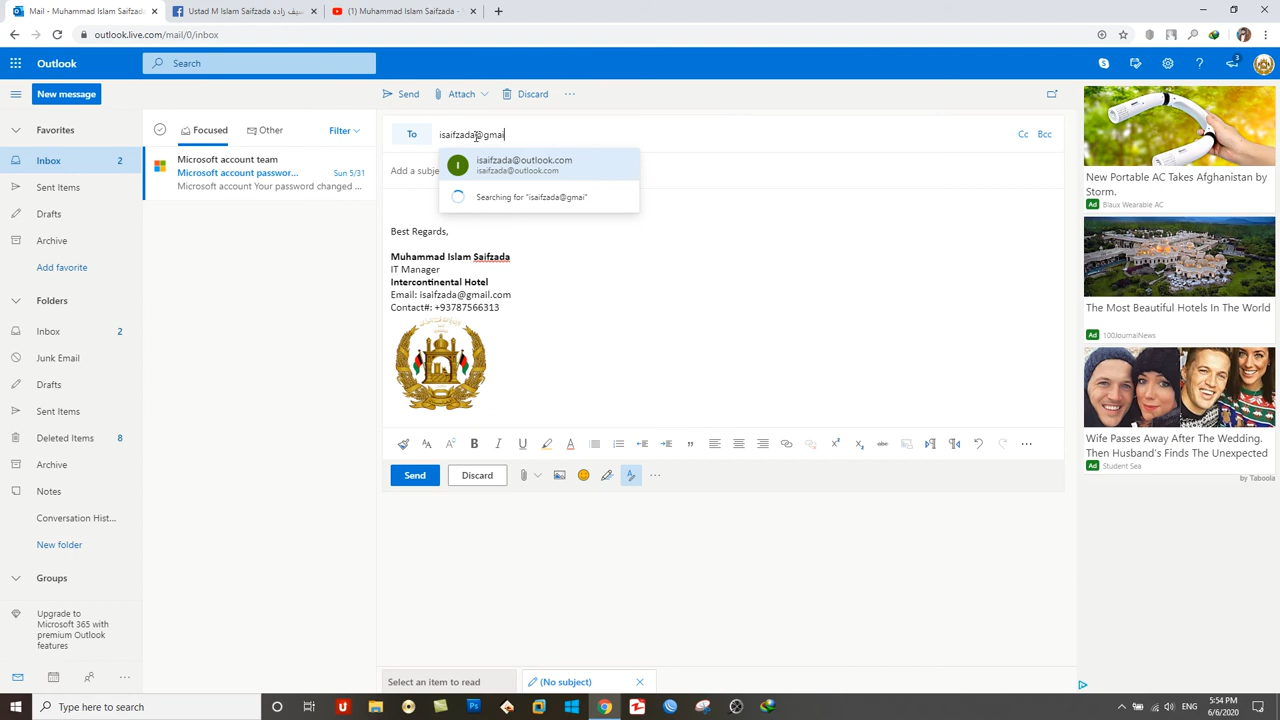 Mail - Muhammad Islam Saifzada
Ustad M Islam Saifzada
(1) Muhammad Islam Saifzada -
outlook.live.com/mail/0/inbox
Outlook
Search
3
New message
Send
Attach
Discard
Favorites
Inbox 2
Sent Items
Drafts
Archive
Add favorite
Folders
Inbox 2
Junk Email
Drafts
Sent Items
Deleted Items 8
Archive
Notes
Conversation Hist...
New folder
Groups
Upgrade to
Microsoft 365 with
premium Outlook
features
Focused
Other
Filter
Microsoft account team
Microsoft account passwor... Sun 5/31
Microsoft account Your password changed ...
To
isaifzada@gmai
Cc
Bcc
Add a subje
isaifzada@outlook.com
isaifzada@outlook.com
Searching for "isaifzada@gmai"
Best Regards,
Muhammad Islam Saifzada
IT Manager
Intercontinental Hotel
Email: isaifzada@gmail.com
Contact#: +93787566313
Send
Discard
Select an item to read
(No subject)
New Portable AC Takes Afghanistan by
Storm.
Ad Blaux Wearable AC
The Most Beautiful Hotels In The World
Ad 100JournalNews
Wife Passes Away After The Wedding.
Then Husband's Finds The Unexpected
Ad Student Sea
by Taboola
Type here to search
5:54 PM
6/6/2020